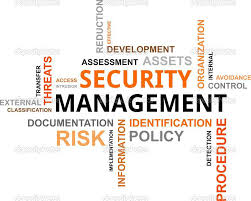 REDUCTION
EFFECTIVE
DEVELOPMENT
ORGANIZATION
ASSESSMENT
ASSETS
THREATS
TRANSFER
ACCESS
INTRUSION
SECURITY
INTERNAL
AVOIDANCE
CONTROL
EXTERNAL
CLASSIFICATION
MANAGEMENT
DOCUMENTATION
IDENTIFICATION
RISK
IMPLEMENTATION
INFORMATION
POLICY
DETECTION
PROCEDURE